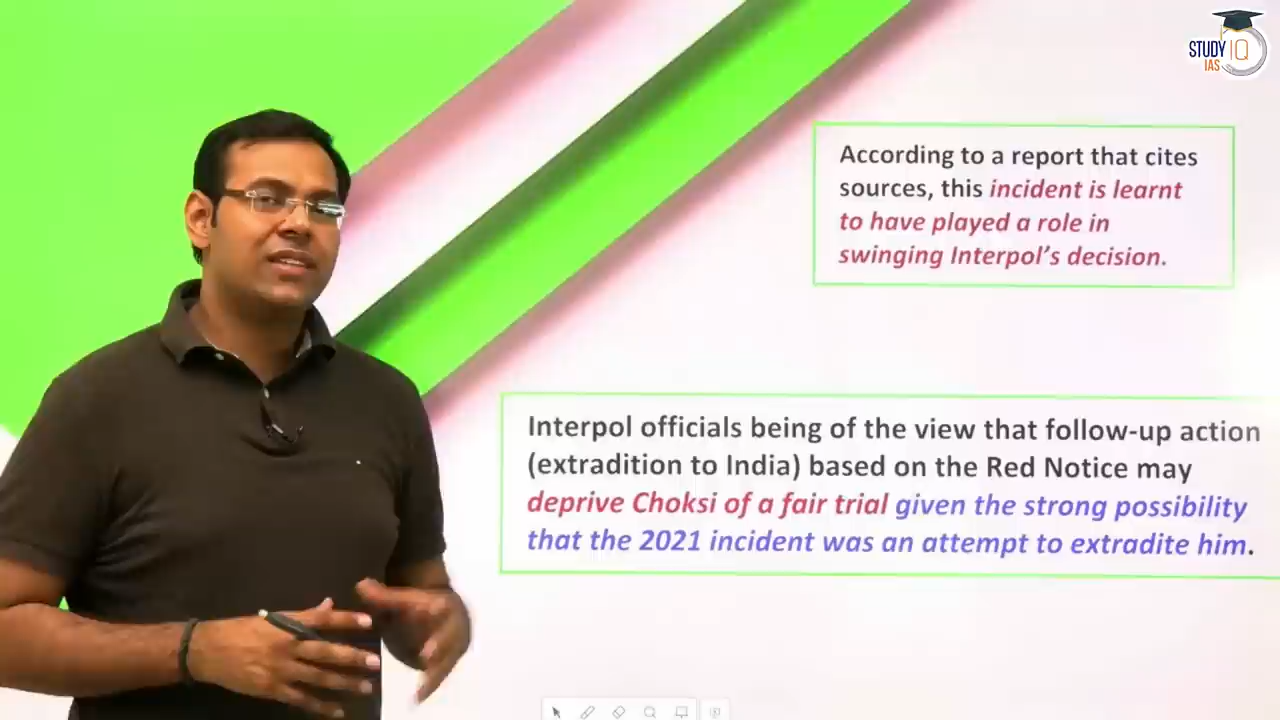 STUDY IQ
IAS
According to a report that cites
sources, this incident is learnt
to have played a role in
swinging Interpol's decision.
Interpol officials being of the view that follow-up action
(extradition to India) based on the Red Notice may
deprive Choksi of a fair trial given the strong possibility
that the 2021 incident was an attempt to extradite him.